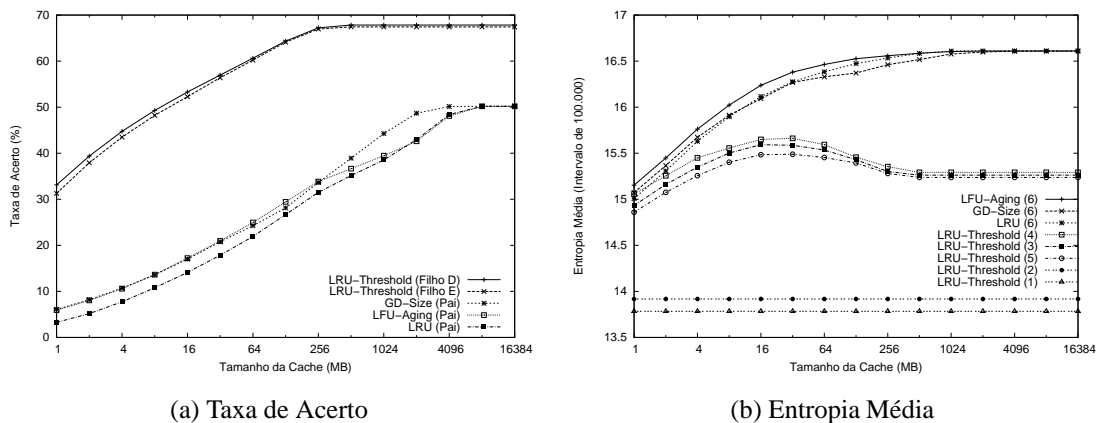 Taxa de Acerto (%)
70
60
50
40
30
20
10
0
LRU-Threshold (Filho D)
LRU-Threshold (Filho E)
GD-Size (Pai)
LFU-Aging (Pai)
LRU (Pai)
1 4 16 64 256 1024 4096 16384
Tamanho da Cache (MB)
(a) Taxa de Acerto
Entropia Média (Intervalo de 100.000)
17
16.5
16
15.5
15
14.5
14
13.5
LFU-Aging (6)
GD-Size (6)
LRU (6)
LRU-Threshold (4)
LRU-Threshold (3)
LRU-Threshold (5)
LRU-Threshold (2)
LRU-Threshold (1)
1 4 16 64 256 1024 4096 16384
Tamanho da Cache (MB)
(b) Entropia Média